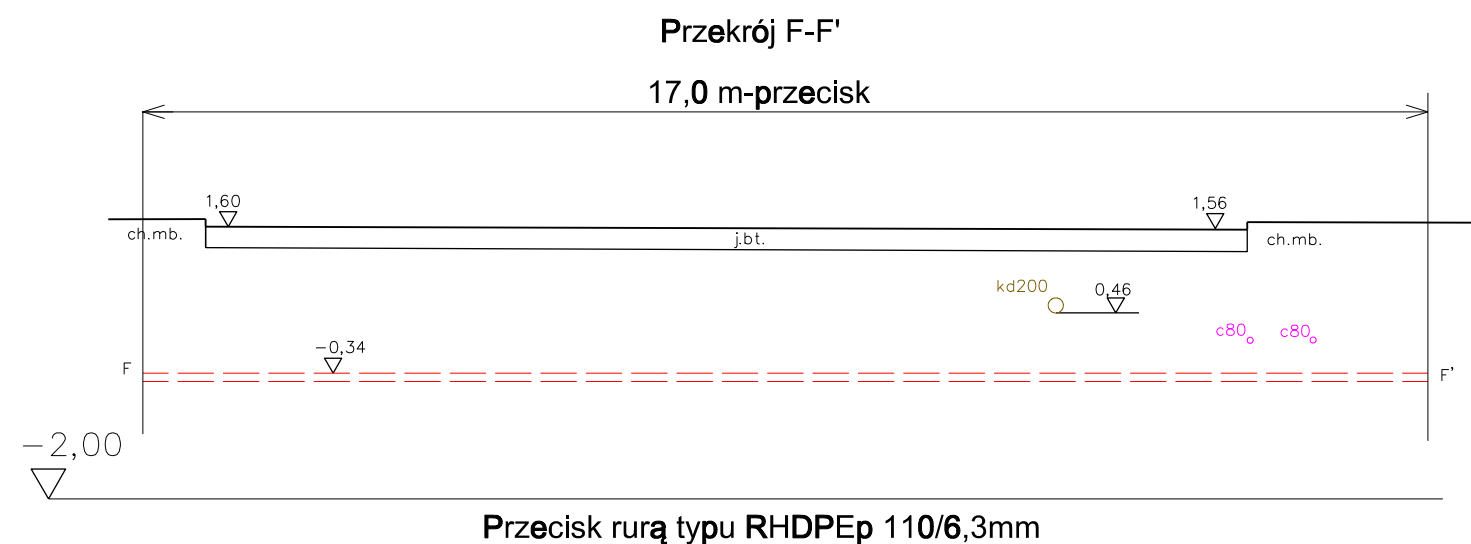 Przekrój F-F'
17,0 m-przecisk
1,60
1,56
ch.mb.
j.bt.
ch.mb.
kd200
0,46
c80
c80
-0,34
F
F'
-2,00
Przecisk rurą typu RHDPEp 110/6,3mm